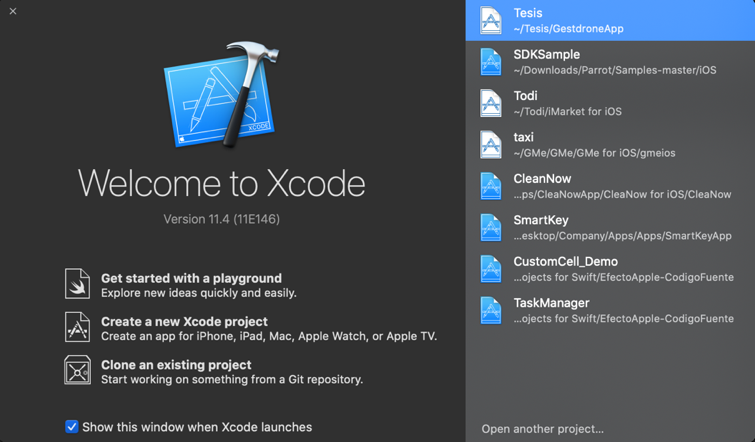 XCODE
Welcome to Xcode
Version 11.4 (11E146)
Get started with a playground
Explore new ideas quickly and easily.
Create a new Xcode project
Create an app for iPhone, iPad, Mac, Apple Watch, or Apple TV.
Clone an existing project
Start working on something from a Git repository.
Show this window when Xcode launches
Tesis
~/Tesis/GestdroneApp
SDKSample
~/Downloads/Parrot/Samples-master/iOS
Todi
~/Todi/iMarket for iOS
taxi
~/GMe/GMe/GMe for iOS/gmeios
CleanNow
...ps/CleaNowApp/CleaNow for iOS/CleaNow
SmartKey
...esktop/Company/Apps/Apps/SmartKeyApp
CustomCell_Demo
...ojects for Swift/EfectoApple-CodigoFuente
TaskManager
...ojects for Swift/EfectoApple-CodigoFuente
Open another project...